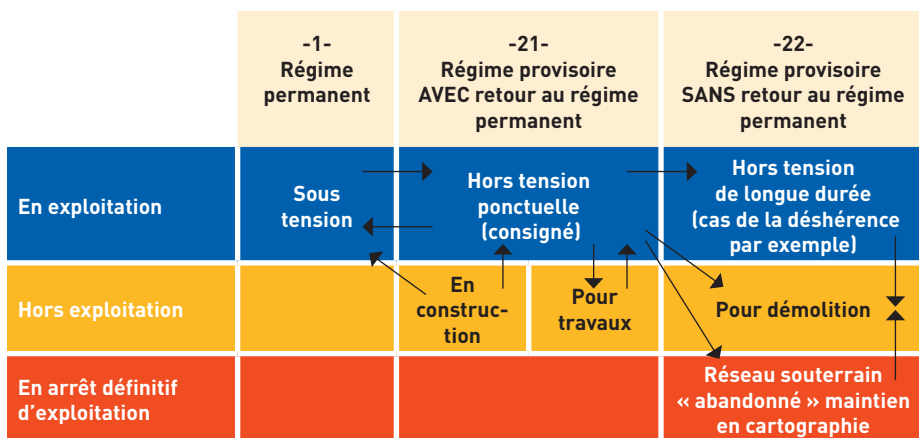 -1-
Régime
permanent
-21-
Régime provisoire
AVEC retour au régime
permanent
-22-
Régime provisoire
SANS retour au régime
permanent
En exploitation
Sous
tension
Hors tension
ponctuelle
(consigné)
Hors tension
de longue durée
(cas de la déshérence
par exemple)
Hors exploitation
En
construc-
tion
Pour
travaux
Pour démolition
En arrêt définitif
d’exploitation
Réseau souterrain
« abandonné » maintien
en cartographie